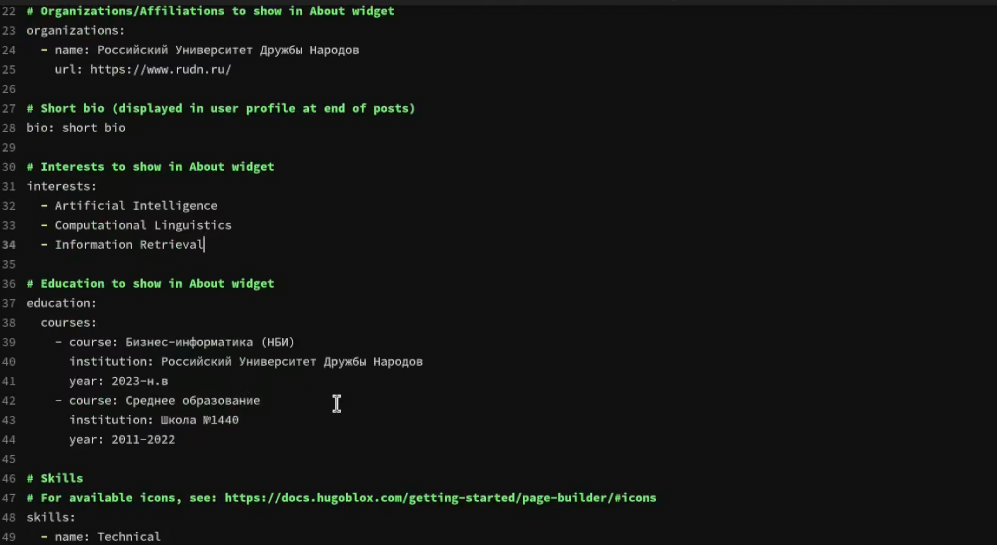 22 # Organizations/Affiliations to show in About widget
23 organizations:
24   - name: Российский Университет Дружбы Народов
25     url: https://www.rudn.ru/
26
27 # Short bio (displayed in user profile at end of posts)
28 bio: short bio
29
30 # Interests to show in About widget
31 interests:
32   - Artificial Intelligence
33   - Computational Linguistics
34   - Information Retrieval
35
36 # Education to show in About widget
37 education:
38   courses:
39     - course: Бизнес-информатика (НБИ)
40       institution: Российский Университет Дружбы Народов
41       year: 2023-н.в
42     - course: Среднее образование
43       institution: Школа №1440
44       year: 2011-2022
45
46 # Skills
47 # For available icons, see: https://docs.hugoblox.com/getting-started/page-builder/#icons
48 skills:
49   - name: Technical